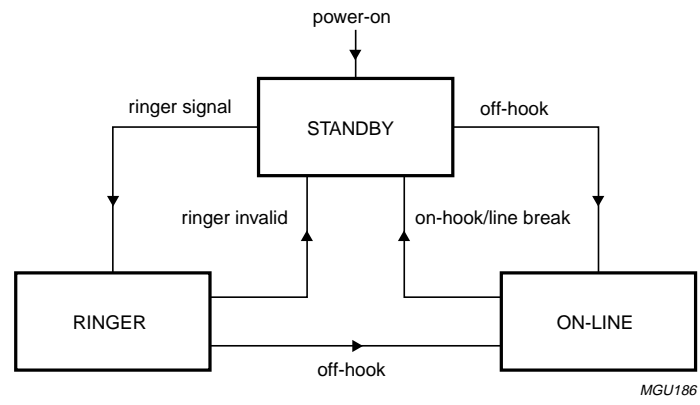 power-on
ringer signal
STANDBY
off-hook
ringer invalid
on-hook/line break
RINGER
ON-LINE
off-hook
MGU186